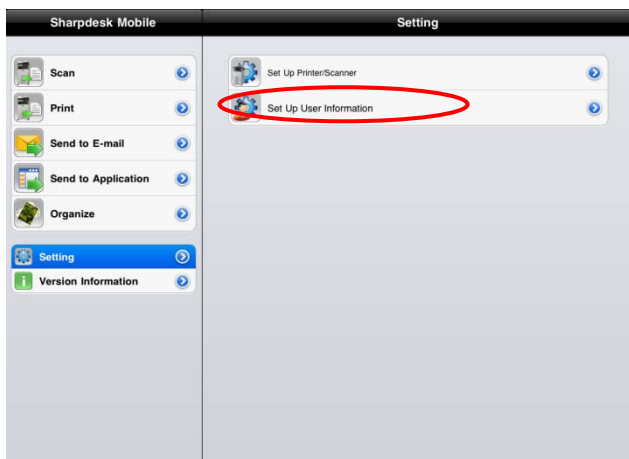 Sharpdesk Mobile
Scan
Print
Send to E-mail
Send to Application
Organize
Setting
Version Information
Setting
Set Up Printer/Scanner
Set Up User Information